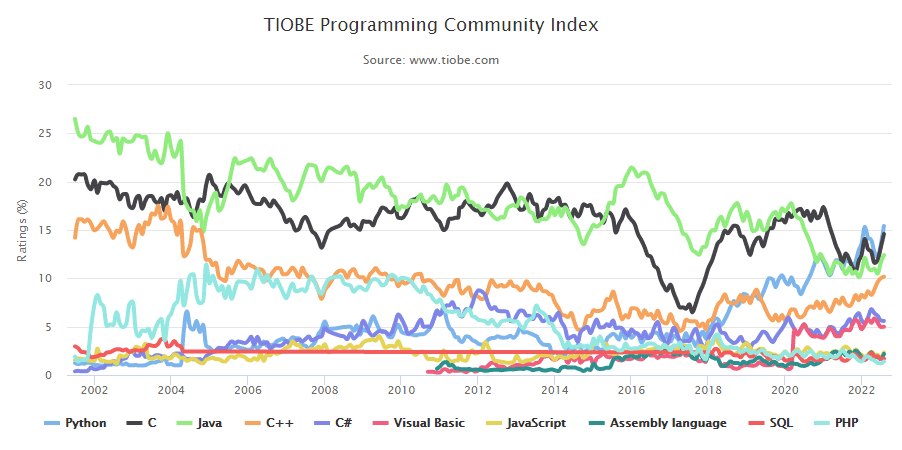 TIOBE Programming Community Index
Source: www.tiobe.com
Ratings (%)
30
25
20
15
10
5
0
2002 2004 2006 2008 2010 2012 2014 2016 2018 2020 2022
Python C Java C++ C# Visual Basic JavaScript Assembly language SQL PHP